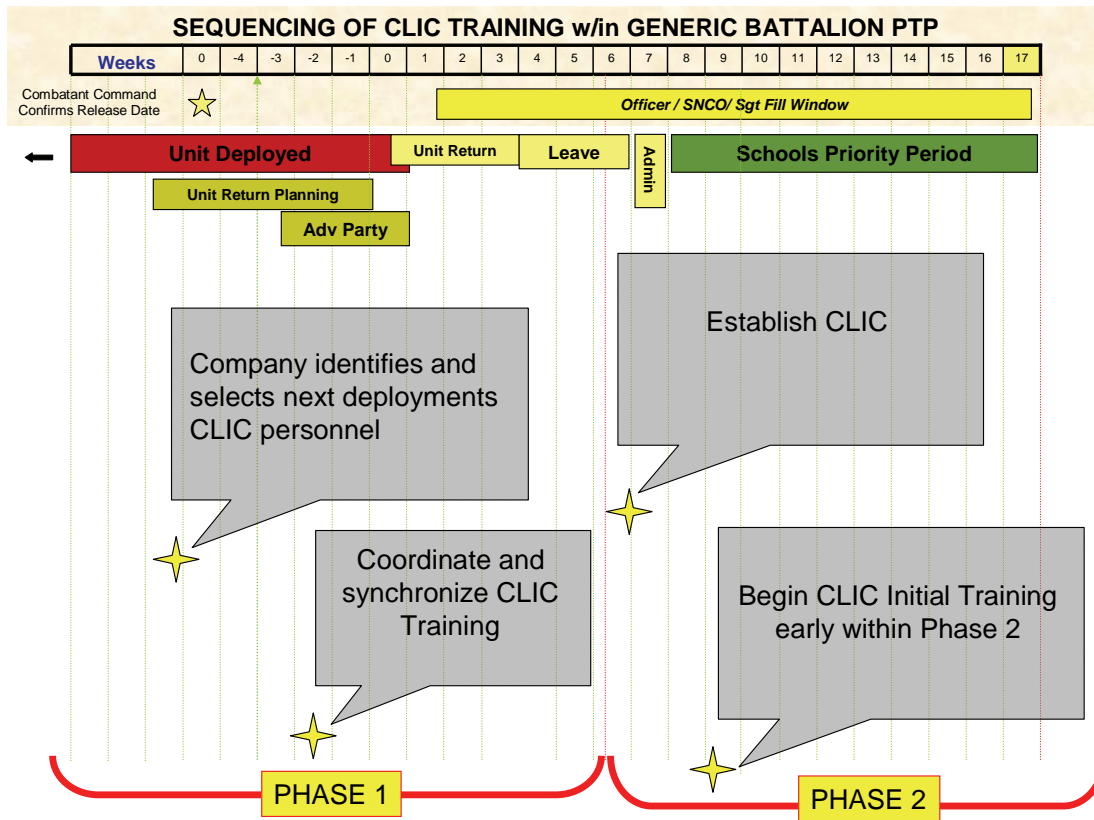 SEQUENCING OF CLIC TRAINING w/in GENERIC BATTALION PTP
Weeks 0 -4 -3 -2 -1 0 1 2 3 4 5 6 7 8 9 10 11 12 13 14 15 16 17
Combatant Command
Confirms Release Date
Officer / SNCO/ Sgt Fill Window
Unit Deployed
Unit Return
Leave
Admin
Schools Priority Period
Unit Return Planning
Adv Party
Company identifies and
selects next deployments
CLIC personnel
Establish CLIC
Coordinate and
synchronize CLIC
Training
Begin CLIC Initial Training
early within Phase 2
PHASE 1
PHASE 2